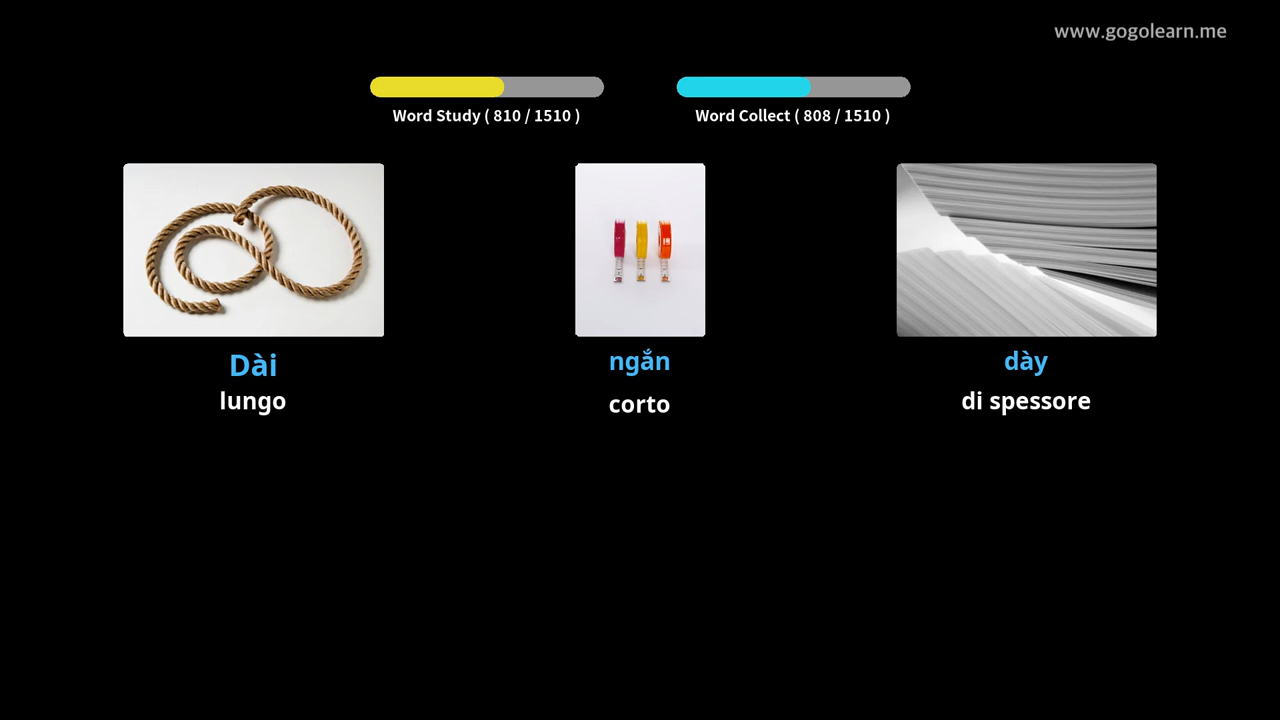 www.gogolearn.me
Word Study ( 810 / 1510 )
Word Collect ( 808 / 1510 )
Dài
lungo
ngắn
corto
dày
di spessore